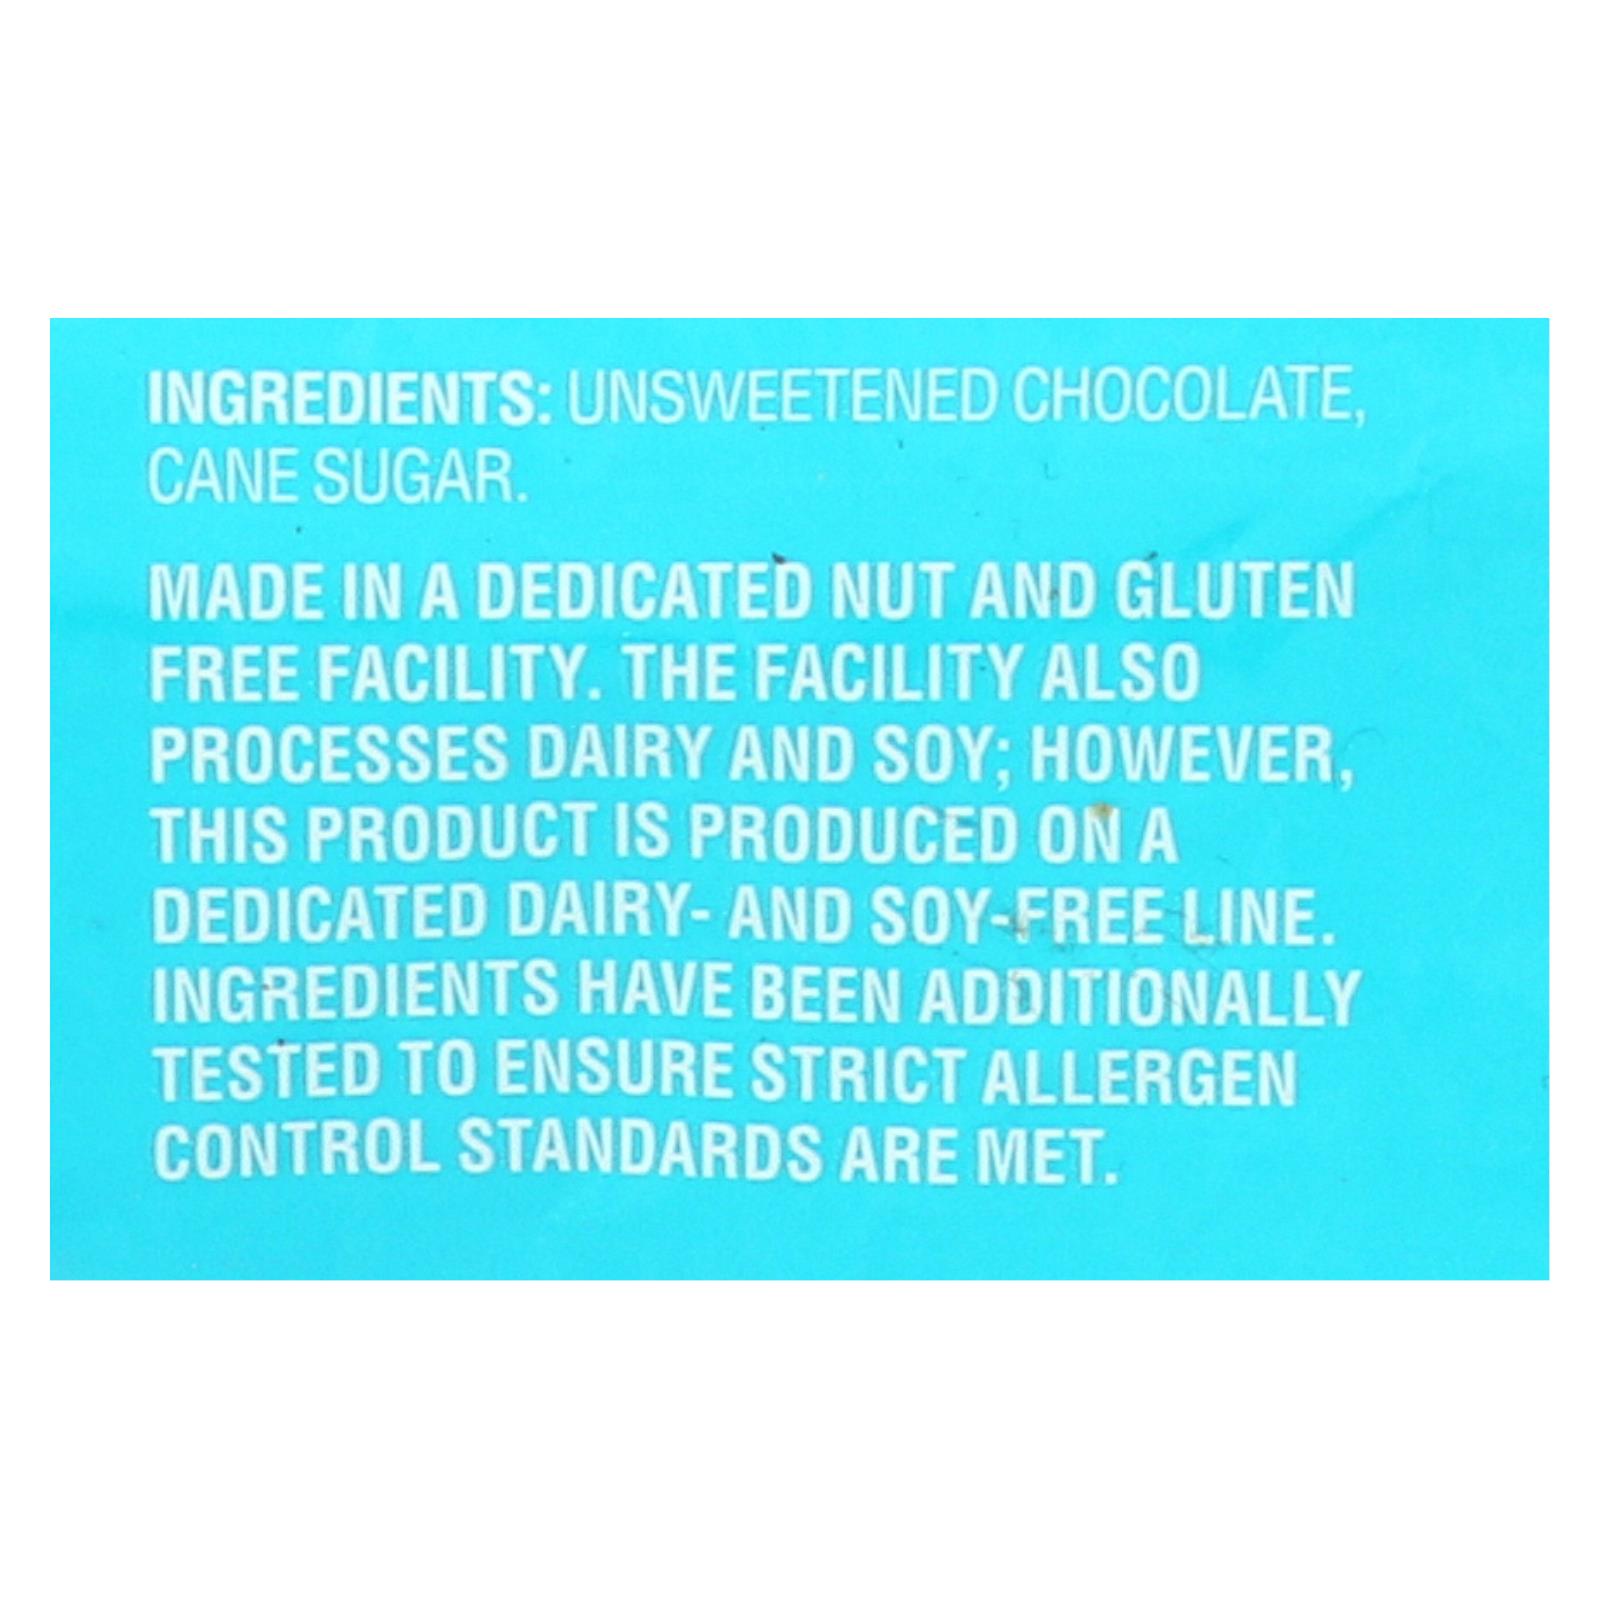 INGREDIENTS: UNSWEETENED CHOCOLATE,
CANE SUGAR.
MADE IN A DEDICATED NUT AND GLUTEN
FREE FACILITY. THE FACILITY ALSO
PROCESSES DAIRY AND SOY; HOWEVER,
THIS PRODUCT IS PRODUCED ON A
DEDICATED DAIRY- AND SOY-FREE LINE.
INGREDIENTS HAVE BEEN ADDITIONALLY
TESTED TO ENSURE STRICT ALLERGEN
CONTROL STANDARDS ARE MET.